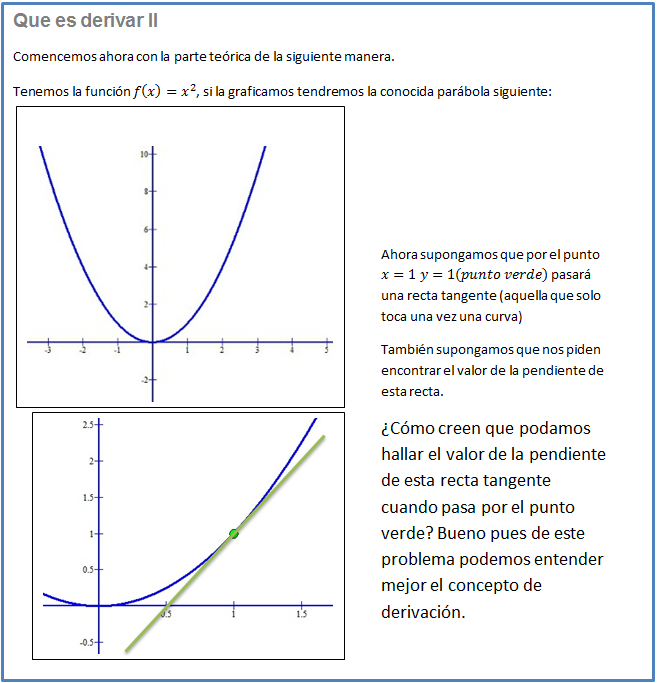 Que es derivar II
Comencemos ahora con la parte teórica de la siguiente manera.
Tenemos la función f(x) = x², si la graficamos tendremos la conocida parábola siguiente:
10
8
6
4
2
-3 -2 -1 1 2 3 4 5
-2
Ahora supongamos que por el punto
x = 1 y = 1(punto verde) pasará
una recta tangente (aquella que solo
toca una vez una curva)
También supongamos que nos piden
encontrar el valor de la pendiente de
esta recta.
2.5
2
1.5
1
0.5
0.5 1 1.5
-0.5
¿Cómo creen que podamos
hallar el valor de la pendiente
de esta recta tangente
cuando pasa por el punto
verde? Bueno pues de este
problema podemos entender
mejor el concepto de
derivación.